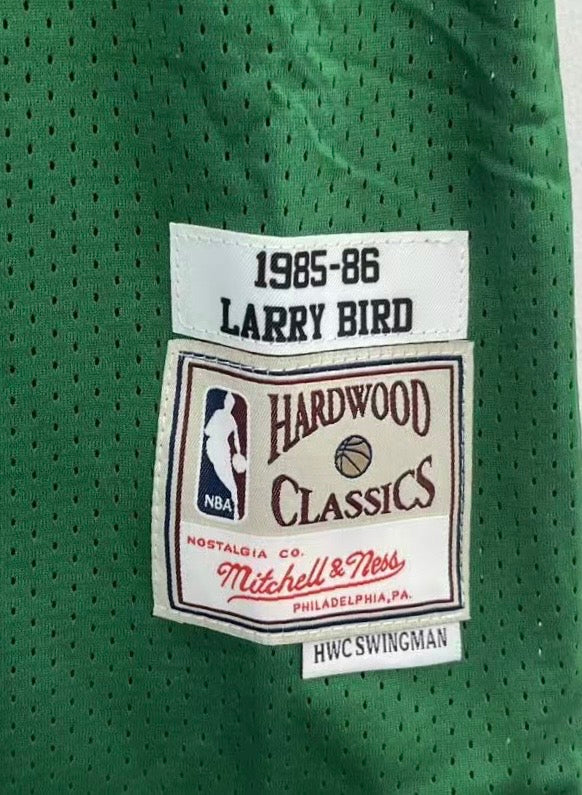 1985-86
LARRY BIRD
HARDWOOD
CLASSICS
NBA
NOSTALGIA CO.
Mitchell & Ness
PHILADELPHIA, PA.
HWC SWINGMAN